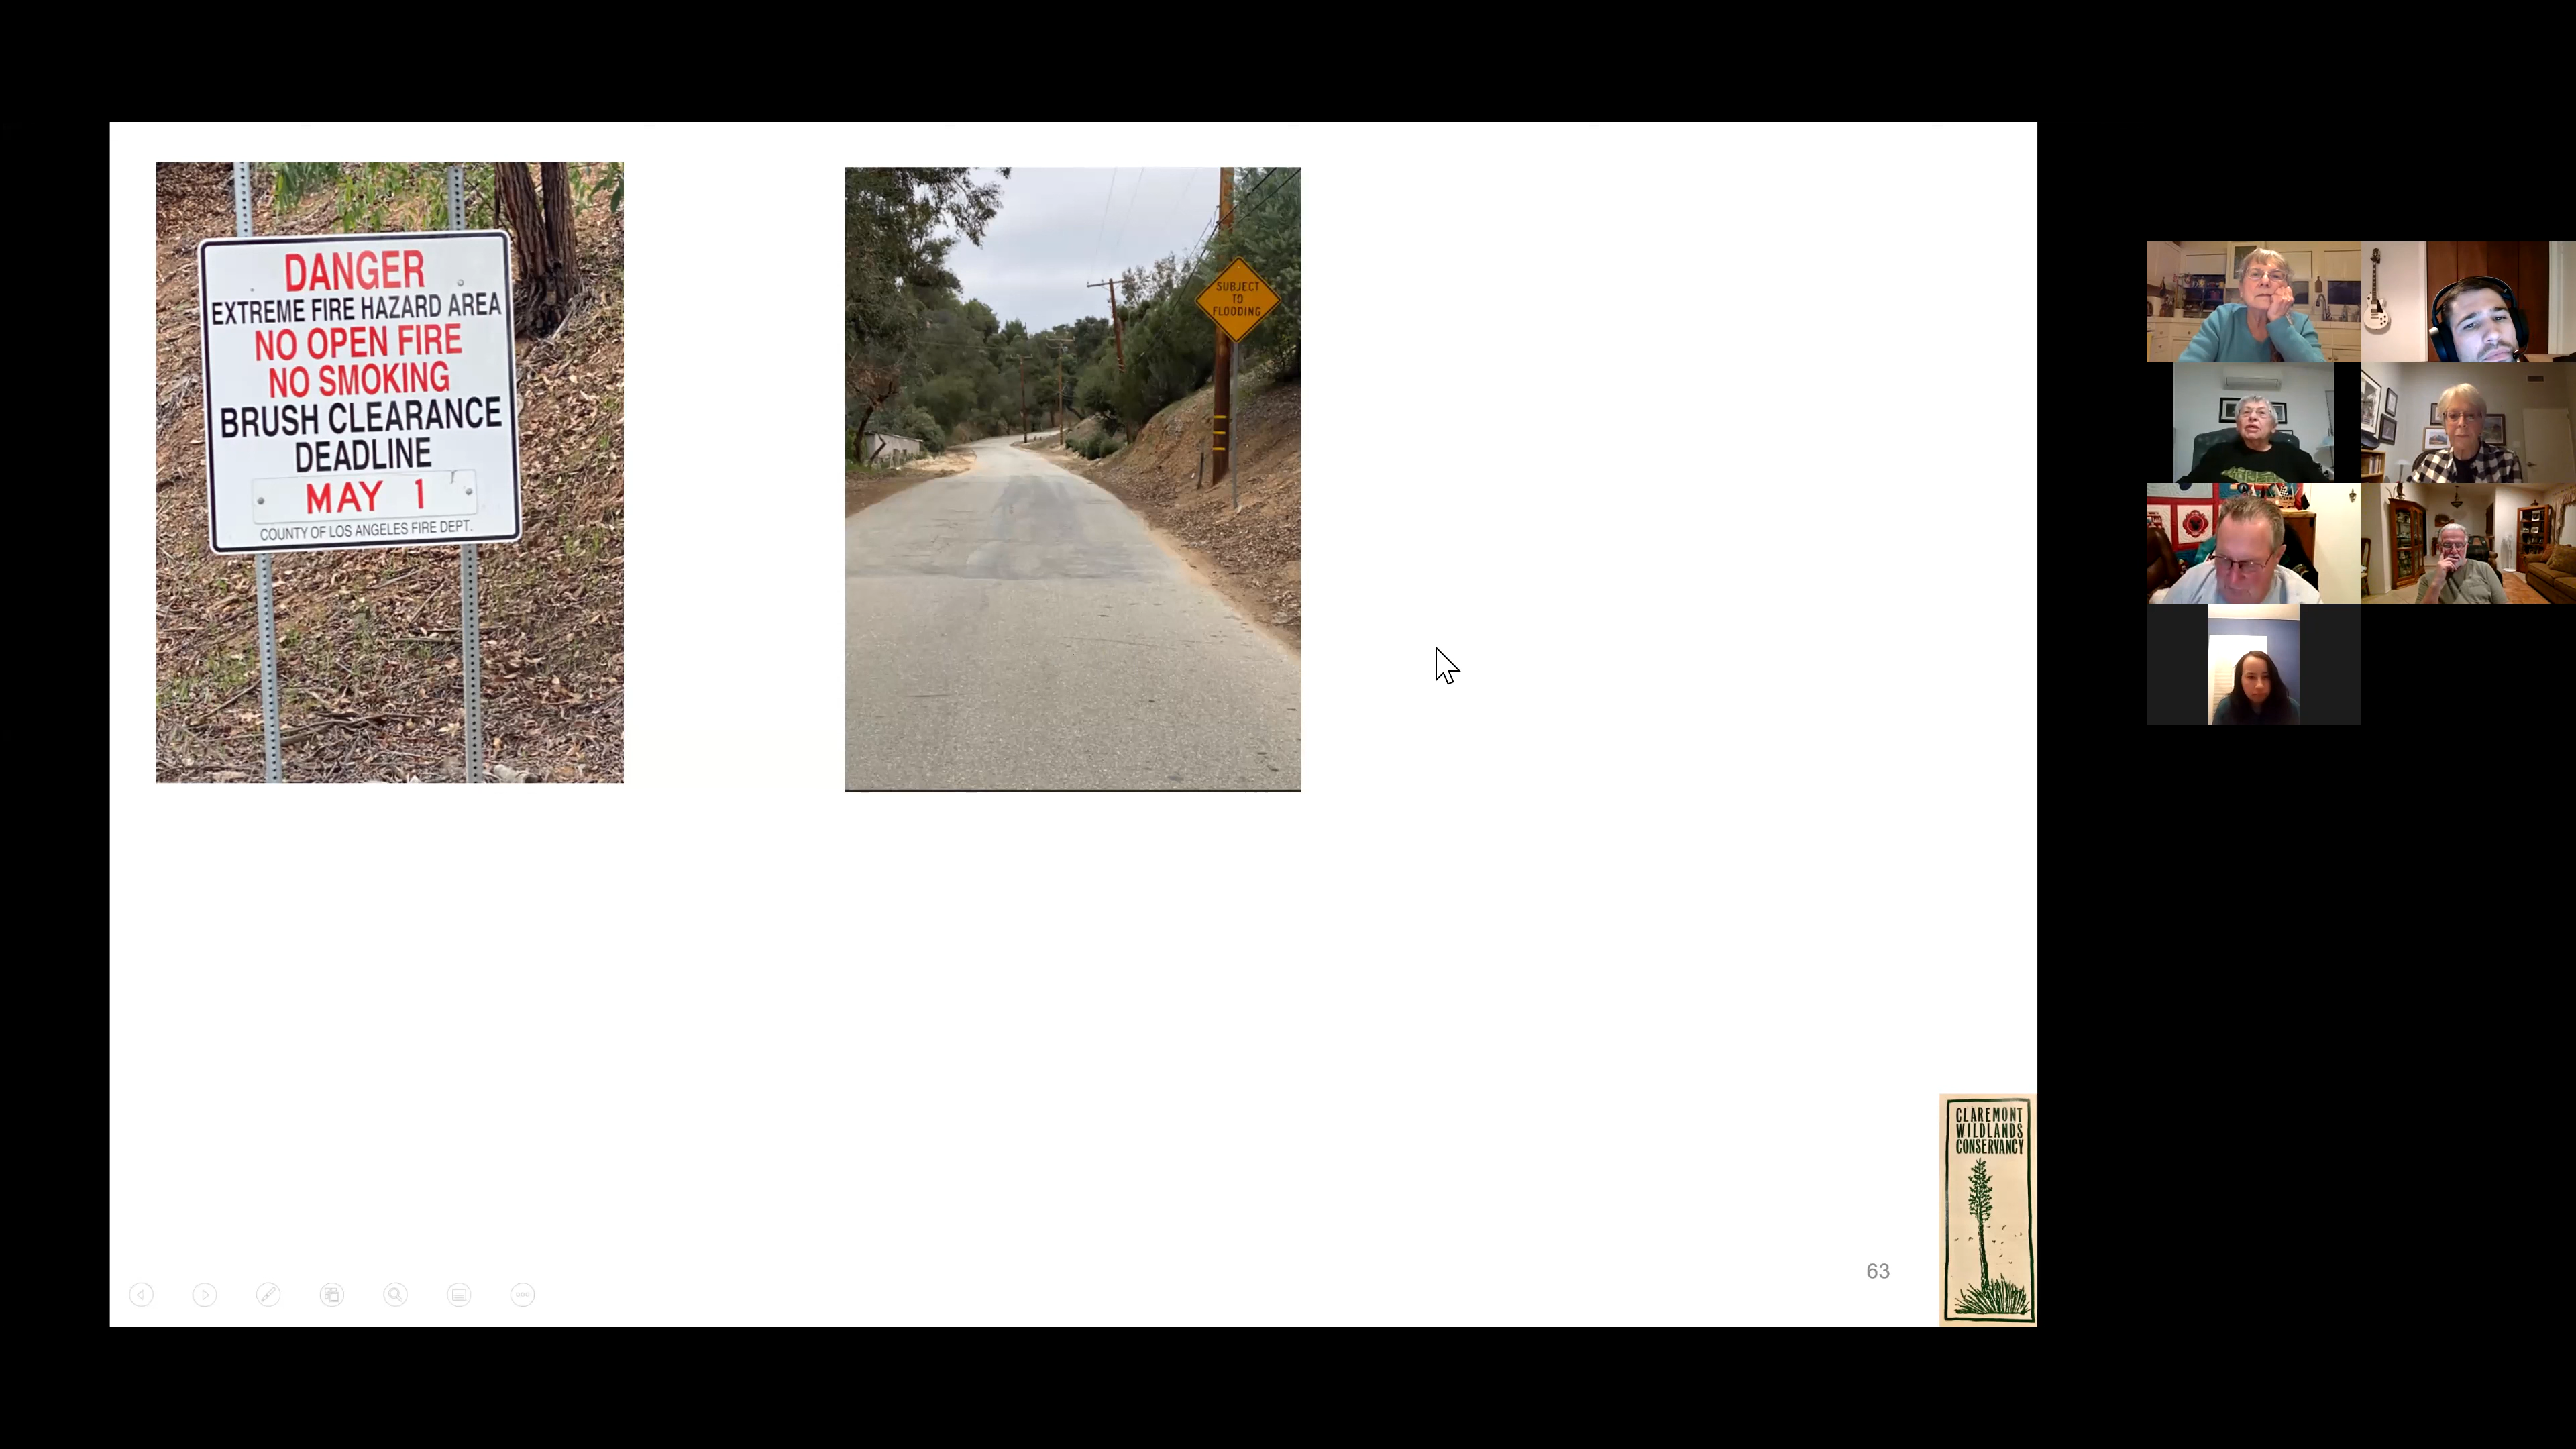 DANGER
EXTREME FIRE HAZARD AREA
NO OPEN FIRE
NO SMOKING
BRUSH CLEARANCE
DEADLINE
MAY 1
COUNTY OF LOS ANGELES FIRE DEPT.
SUBJECT
TO
FLOODING
63
CLAREMONT
WILDLANDS
CONSERVANCY